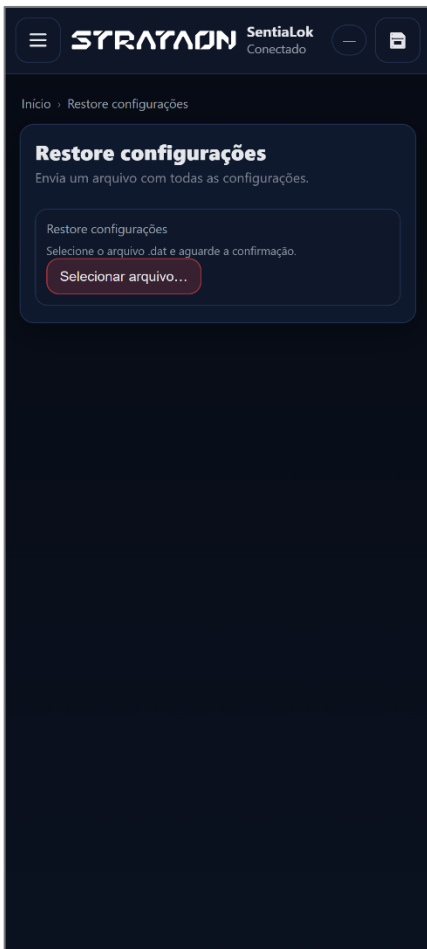 STRATAON
SentiaLok
Conectado
—
Início › Restore configurações
Restore configurações
Envia um arquivo com todas as configurações.
Restore configurações
Selecione o arquivo .dat e aguarde a confirmação.
Selecionar arquivo...